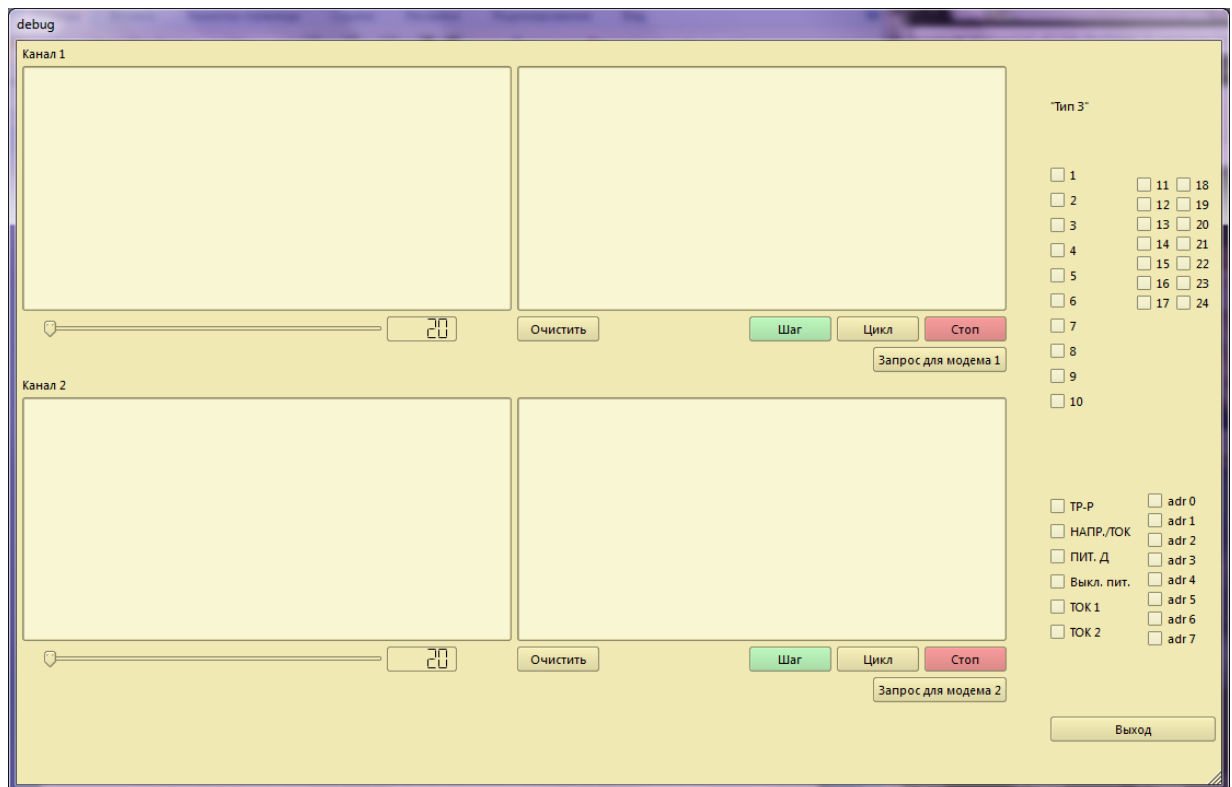 debug
Канал 1
20
Очистить
Шаг
Цикл
Стоп
Запрос для модема 1
Канал 2
20
Очистить
Шаг
Цикл
Стоп
Запрос для модема 2
"Тип 3"
1
2
3
4
5
6
7
8
9
10
11 18
12 19
13 20
14 21
15 22
16 23
17 24
ТР-Р
НАПР./ТОК
ПИТ. Д
Выкл. пит.
ТОК 1
ТОК 2
adr 0
adr 1
adr 2
adr 3
adr 4
adr 5
adr 6
adr 7
Выход